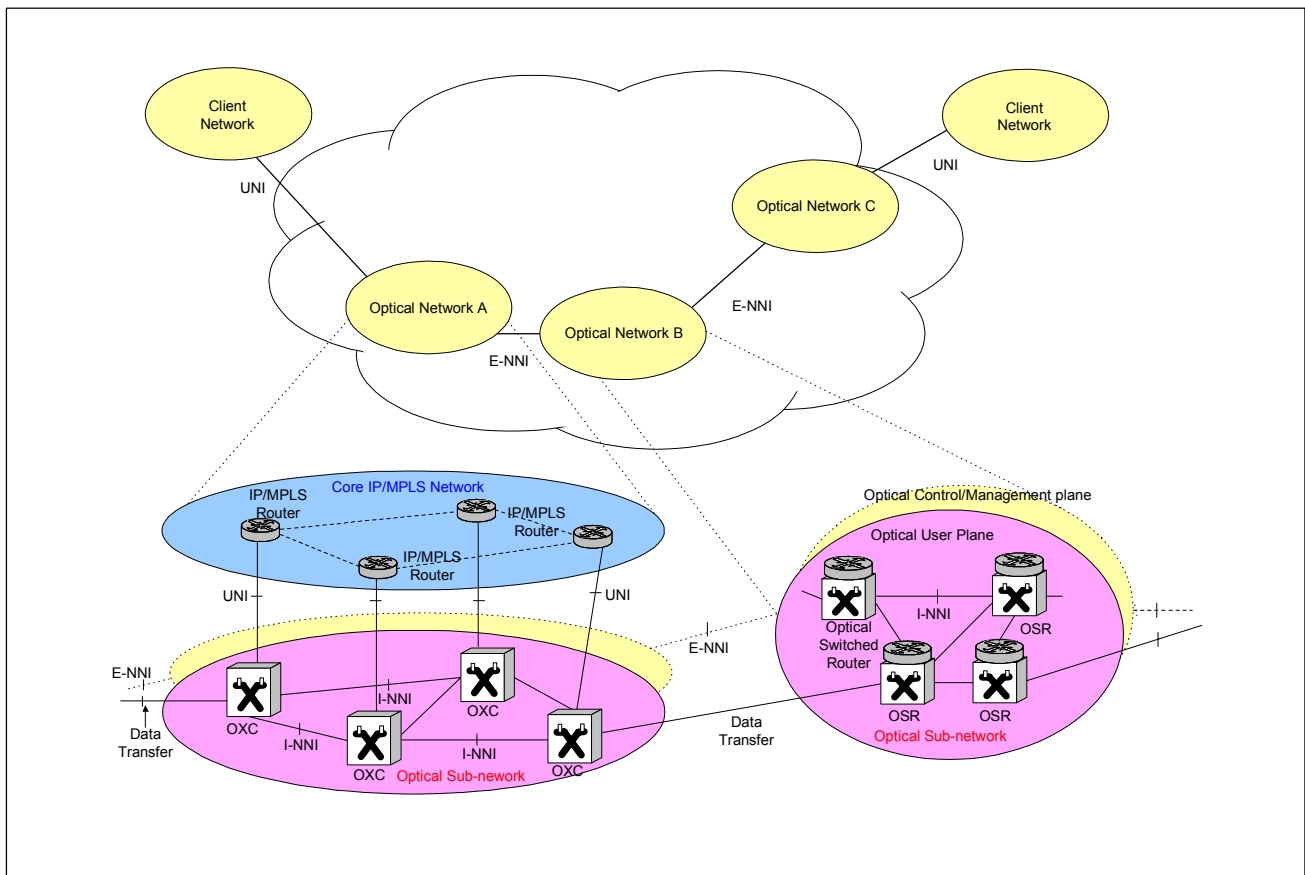 Client
Network
Client
Network
UNI
UNI
Optical Network C
Optical Network A
Optical Network B
E-NNI
E-NNI
Core IP/MPLS Network
IP/MPLS
Router
IP/MPLS
Router
IP/MPLS
Router
UNI
UNI
Optical Control/Management plane
Optical User Plane
I-NNI
Optical
Switched
Router
OSR
OSR
OSR
Optical Sub-network
E-NNI
E-NNI
Data
Transfer
OXC
I-NNI
I-NNI
OXC
OXC
I-NNI
OXC
Optical Sub-nework
Data
Transfer